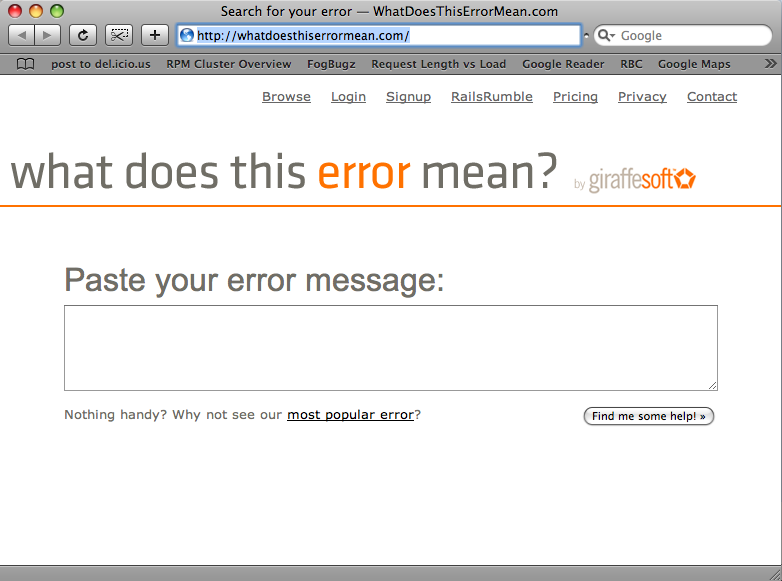 Search for your error — WhatDoesThisErrorMean.com
http://whatdoesthiserrormean.com/ Google
post to del.icio.us RPM Cluster Overview FogBugz Request Length vs Load Google Reader RBC Google Maps
Browse Login Signup RailsRumble Pricing Privacy Contact
what does this error mean? by giraffesoft
Paste your error message:
Nothing handy? Why not see our most popular error? Find me some help! »